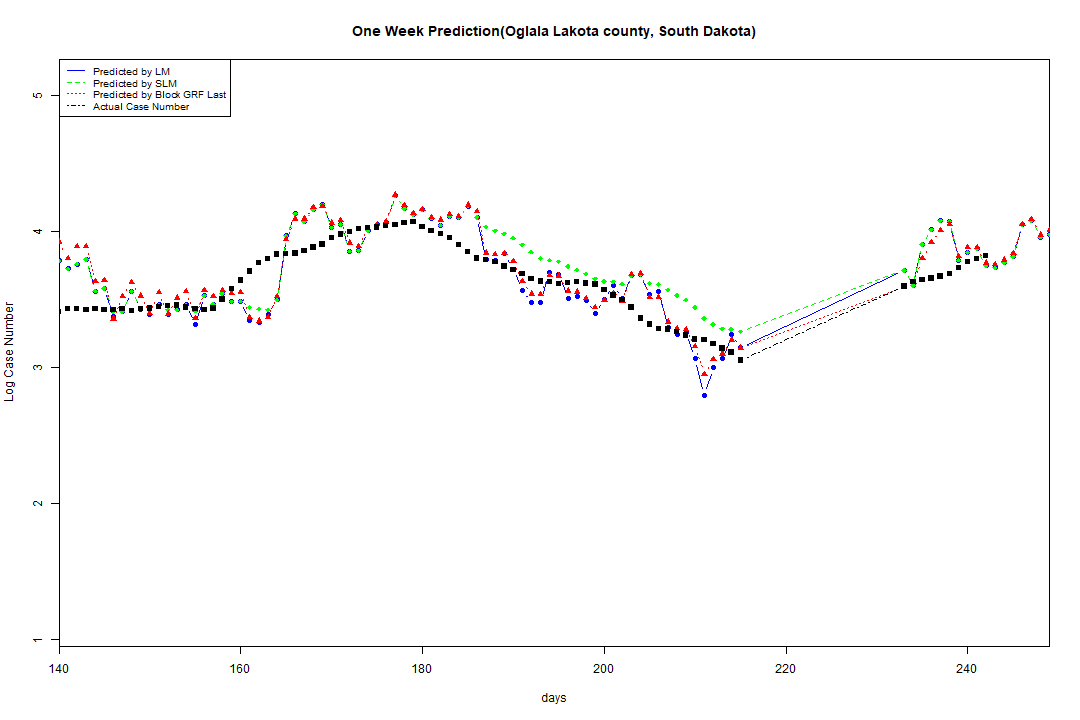 One Week Prediction(Oglala Lakota county, South Dakota)
Predicted by LM
Predicted by SLM
Predicted by Block GRF Last
Actual Case Number
5
4
3
2
1
Log Case Number
140 160 180 200 220 240
days